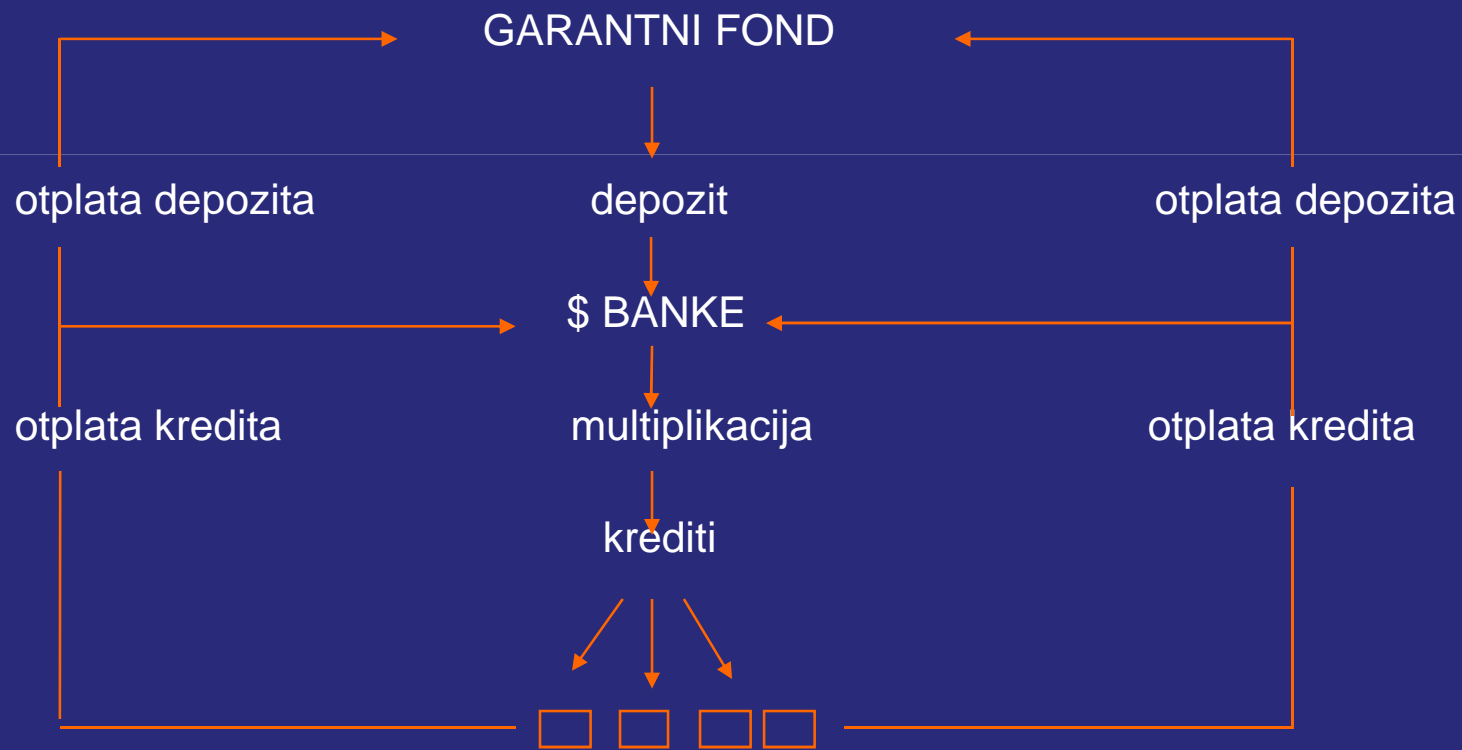 GARANTNI FOND
otplata depozita depozit otplata depozita
$ BANKE
otplata kredita multiplikacija otplata kredita
krediti